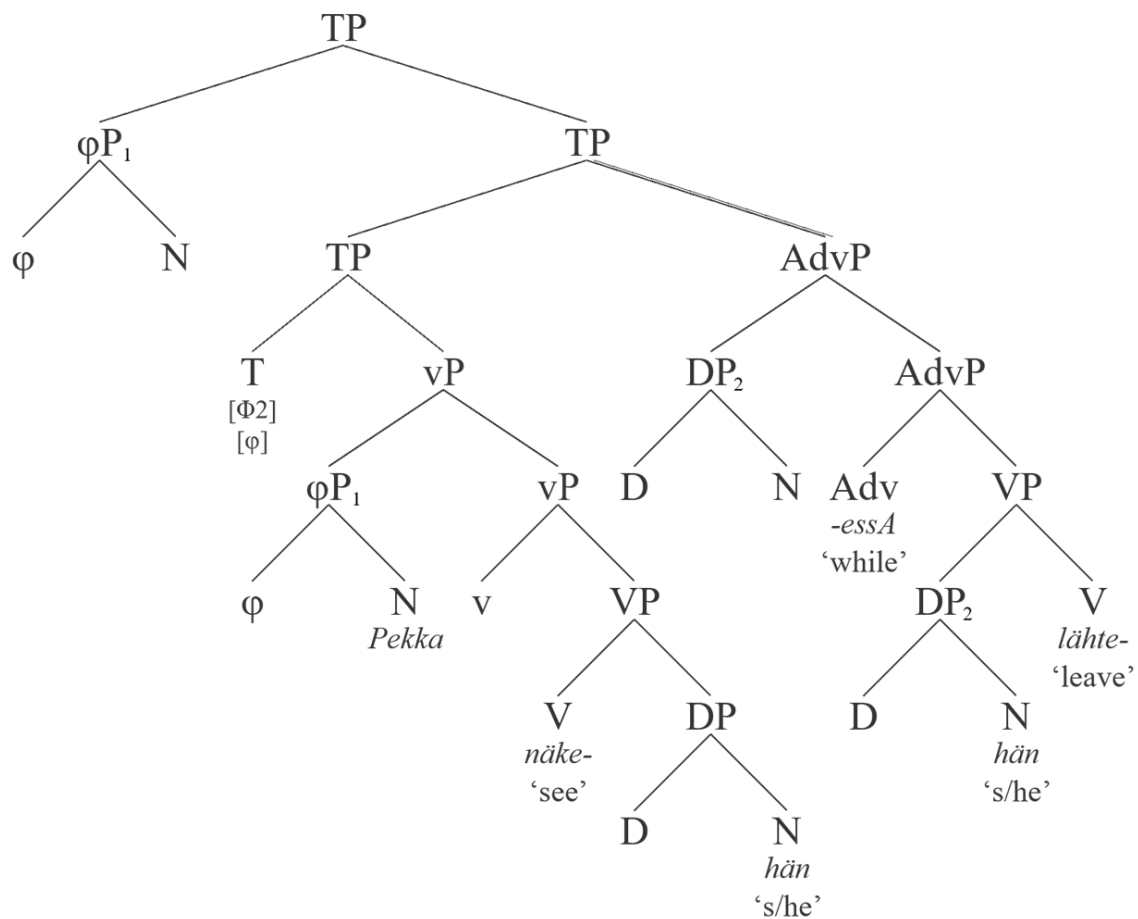 TP
φP₁ TP
φ N TP AdvP
T vP DP₂ AdvP
[Φ2]
[φ]
φP₁ vP D N Adv VP
-essA
‘while’
φ N v VP DP₂ V
Pekka lähte-
‘leave’
V DP D N
näke- hän
‘see’ ‘s/he’
D N
hän
‘s/he’